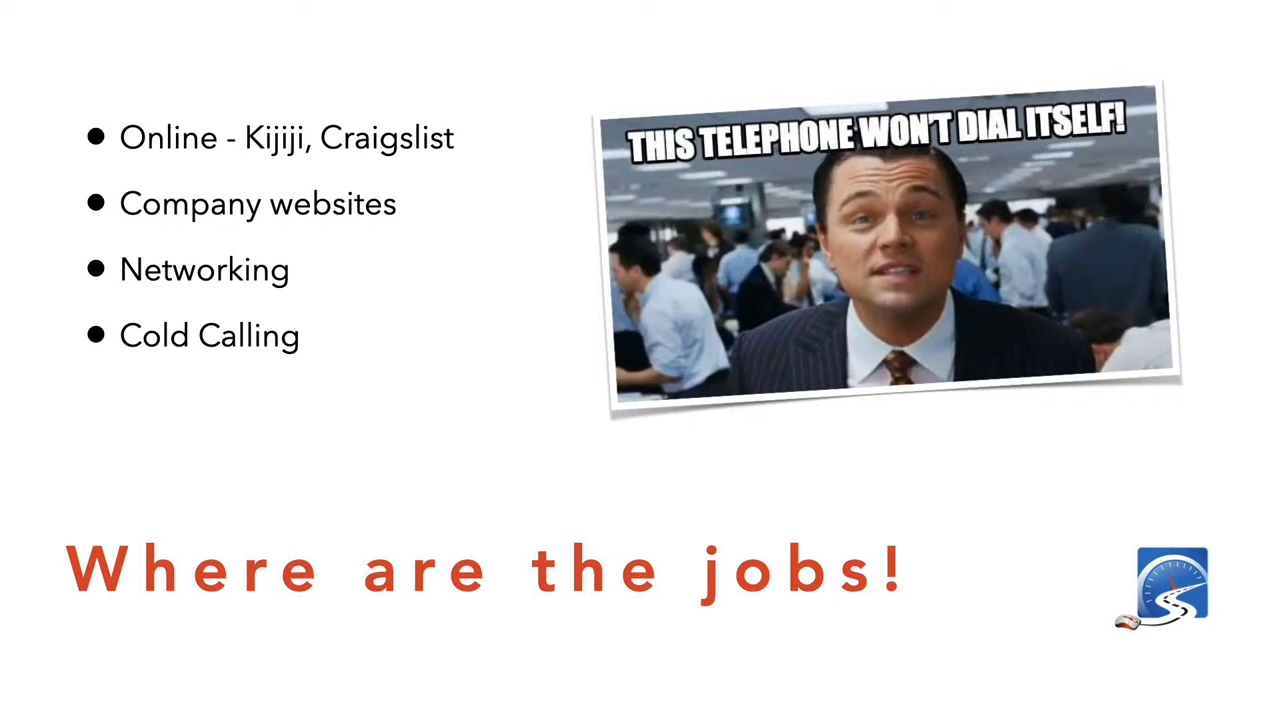 Online - Kijiji, Craigslist
Company websites
Networking
Cold Calling
THIS TELEPHONE WON'T DIAL ITSELF!
Where are the jobs!